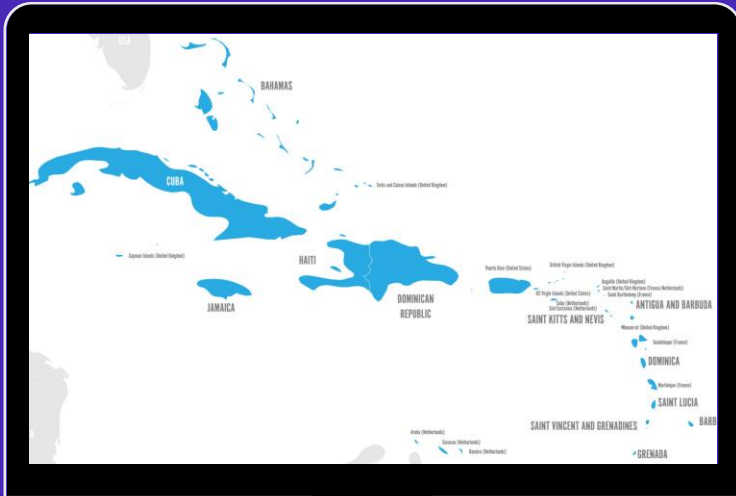 USA
BAHAMAS
CUBA
Turks and Caicos Islands (United Kingdom)
Cayman Islands (United Kingdom)
HAITI
JAMAICA
DOMINICAN
REPUBLIC
Puerto Rico (United States)
British Virgin Islands (United Kingdom)
US Virgin Islands (United States)
Anguilla (United Kingdom)
Saint Martin/Sint Maarten (France/Netherlands)
Saint Barthelemy (France)
Saba (Netherlands)
Sint Eustatius (Netherlands)
ANTIGUA AND BARBUDA
SAINT KITTS AND NEVIS
Montserrat (United Kingdom)
Guadeloupe (France)
DOMINICA
Martinique (France)
SAINT LUCIA
SAINT VINCENT AND GRENADINES
BARB
Aruba (Netherlands)
Curacao (Netherlands)
Bonaire (Netherlands)
GRENADA